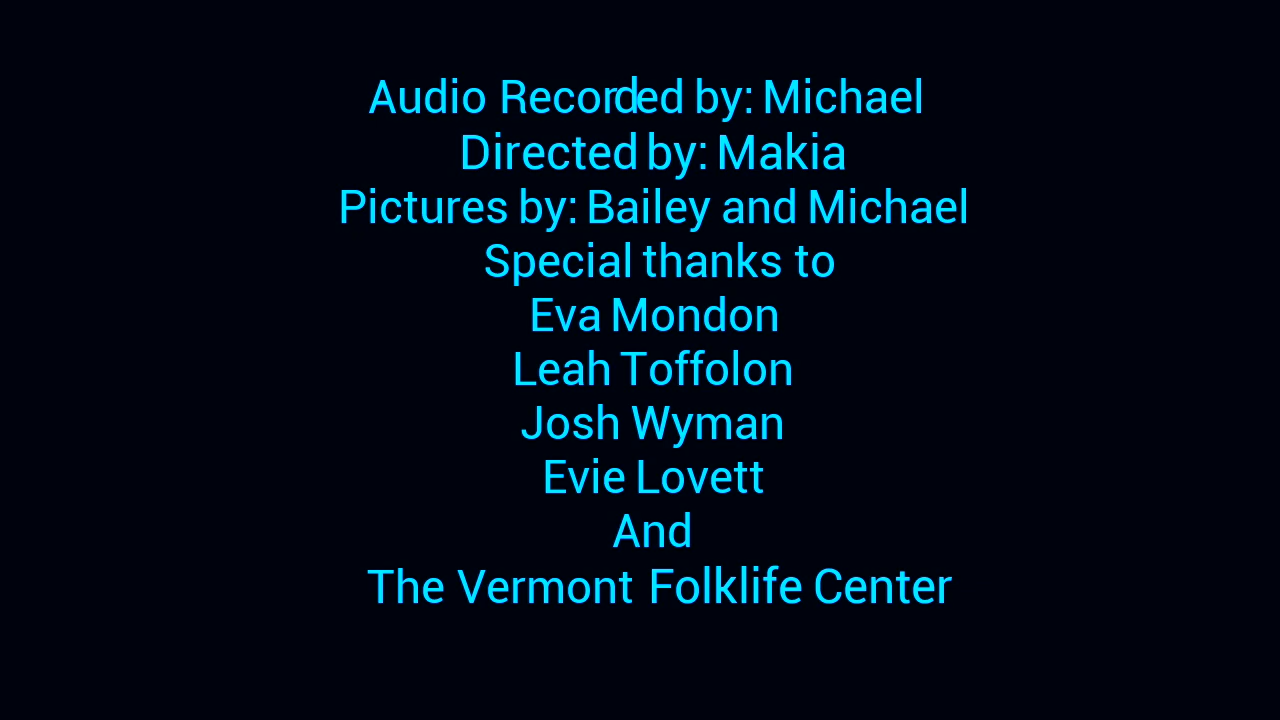 Audio Recorded by: Michael
Directed by: Makia
Pictures by: Bailey and Michael
Special thanks to
Eva Mondon
Leah Toffolon
Josh Wyman
Evie Lovett
And
The Vermont Folklife Center